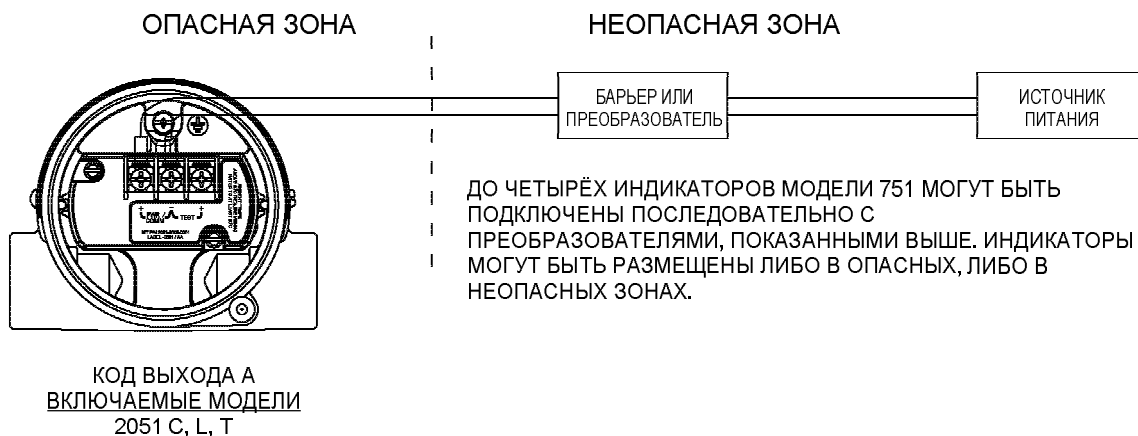 ОПАСНАЯ ЗОНА
НЕОПАСНАЯ ЗОНА
БАРЬЕР ИЛИ
ПРЕОБРАЗОВАТЕЛЬ
ИСТОЧНИК
ПИТАНИЯ
TEST
ДО ЧЕТЫРЁХ ИНДИКАТОРОВ МОДЕЛИ 751 МОГУТ БЫТЬ
ПОДКЛЮЧЕНЫ ПОСЛЕДОВАТЕЛЬНО С
ПРЕОБРАЗОВАТЕЛЯМИ, ПОКАЗАННЫМИ ВЫШЕ. ИНДИКАТОРЫ
МОГУТ БЫТЬ РАЗМЕЩЕНЫ ЛИБО В ОПАСНЫХ, ЛИБО В
НЕОПАСНЫХ ЗОНАХ.
КОД ВЫХОДА А
ВКЛЮЧАЕМЫЕ МОДЕЛИ
2051 C, L, T